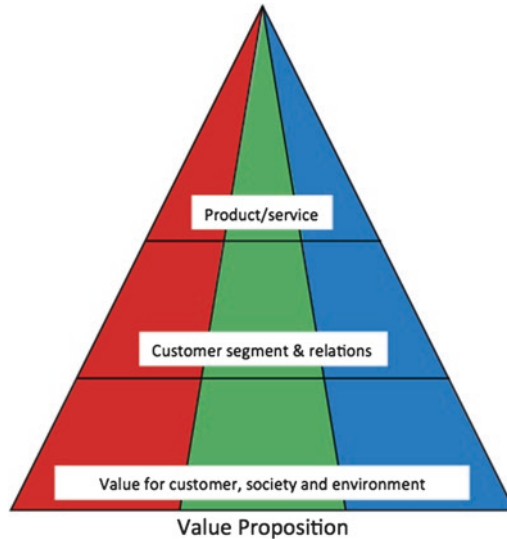 Product/service
Customer segment & relations
Value for customer, society and environment
Value Proposition